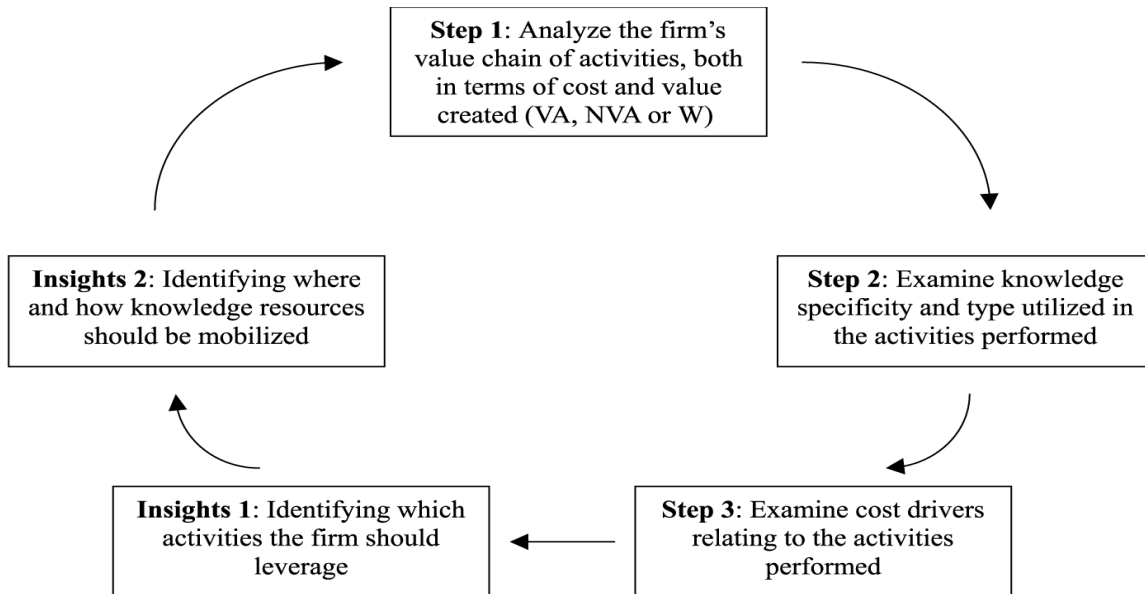 Step 1: Analyze the firm's
value chain of activities, both
in terms of cost and value
created (VA, NVA or W)
Insights 2: Identifying where
and how knowledge resources
should be mobilized
Step 2: Examine knowledge
specificity and type utilized in
the activities performed
Insights 1: Identifying which
activities the firm should
leverage
Step 3: Examine cost drivers
relating to the activities
performed